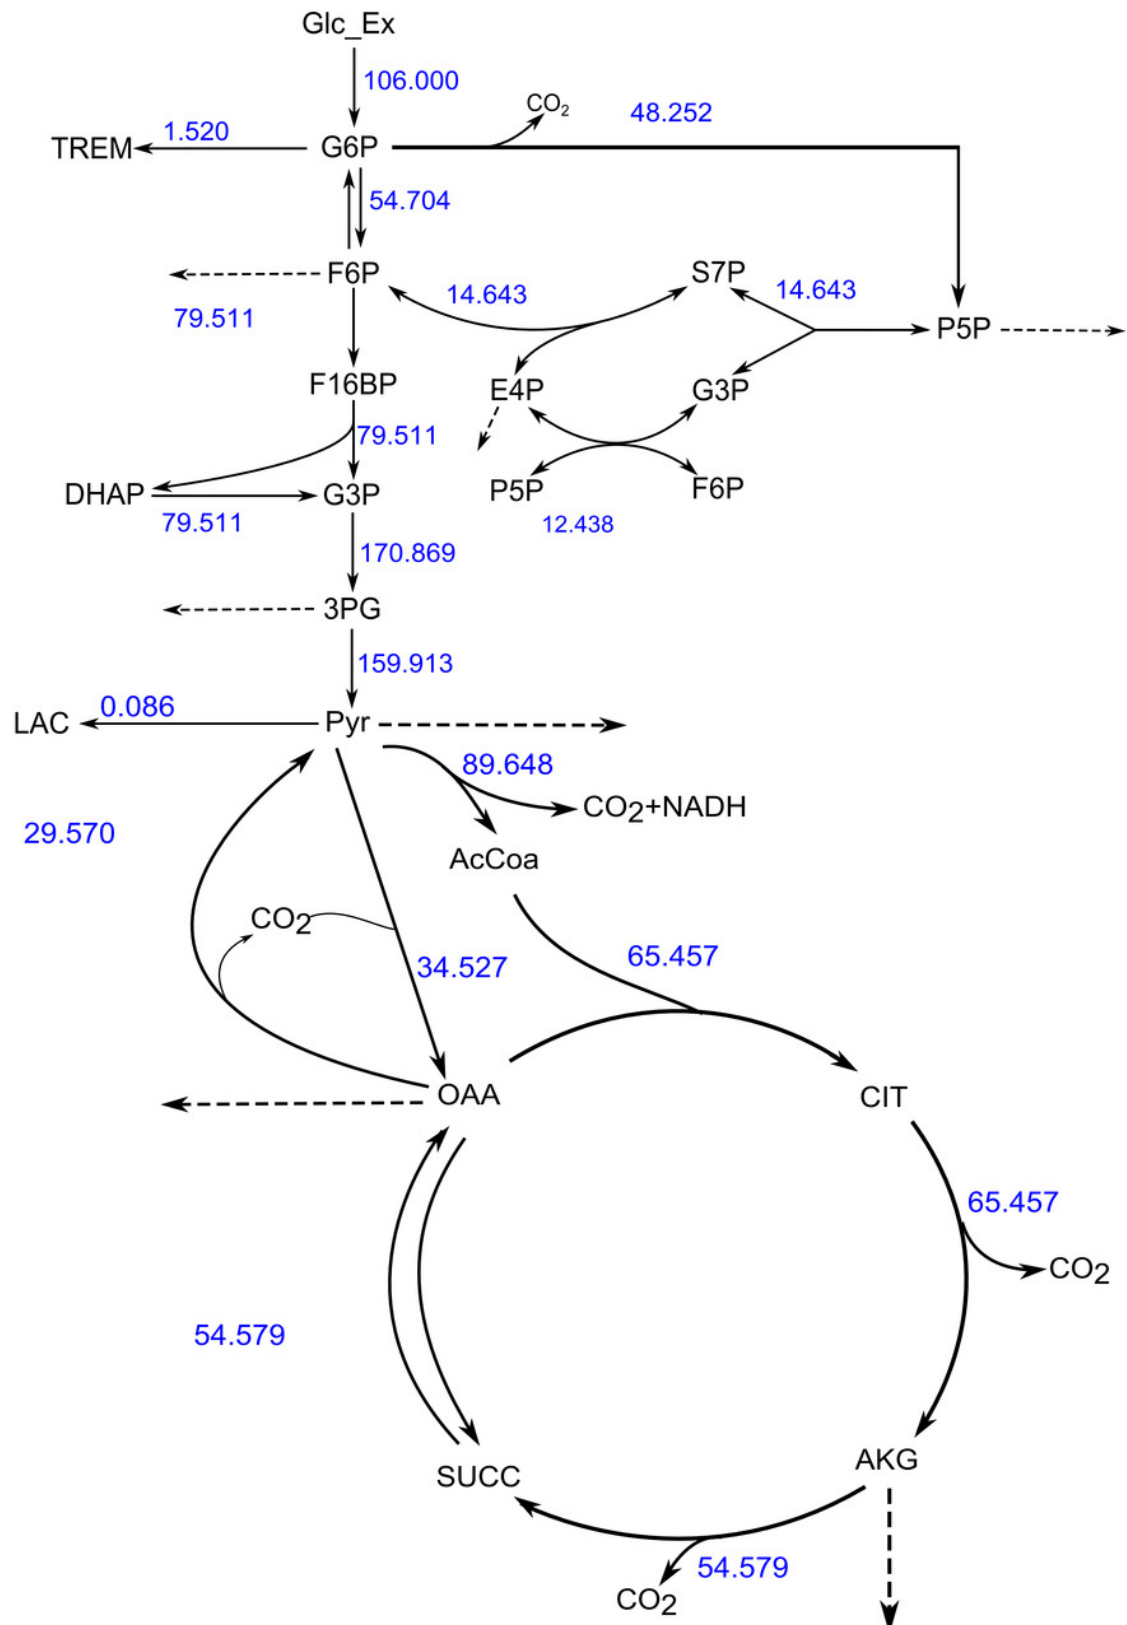 Glc_Ex
106.000
CO2
48.252
TREM
1.520
G6P
54.704
F6P
14.643
S7P
14.643
79.511
P5P
F16BP
E4P
G3P
79.511
DHAP
G3P
P5P
F6P
79.511
12.438
170.869
3PG
159.913
LAC
0.086
Pyr
89.648
CO2+NADH
29.570
AcCoa
CO2
34.527
65.457
OAA
CIT
65.457
CO2
54.579
SUCC
AKG
54.579
CO2